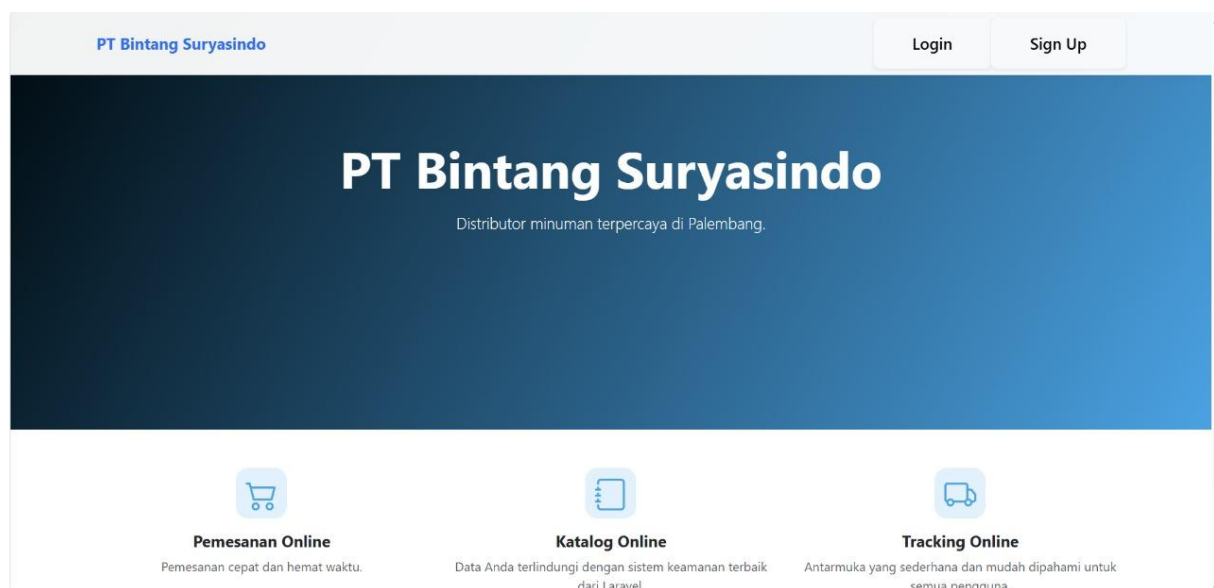 PT Bintang Suryasindo
Login
Sign Up
PT Bintang Suryasindo
Distributor minuman terpercaya di Palembang.
Pemesanan Online
Pemesanan cepat dan hemat waktu.
Katalog Online
Data Anda terlindungi dengan sistem keamanan terbaik
dari Laravel
Tracking Online
Antarmuka yang sederhana dan mudah dipahami untuk
semua pengguna